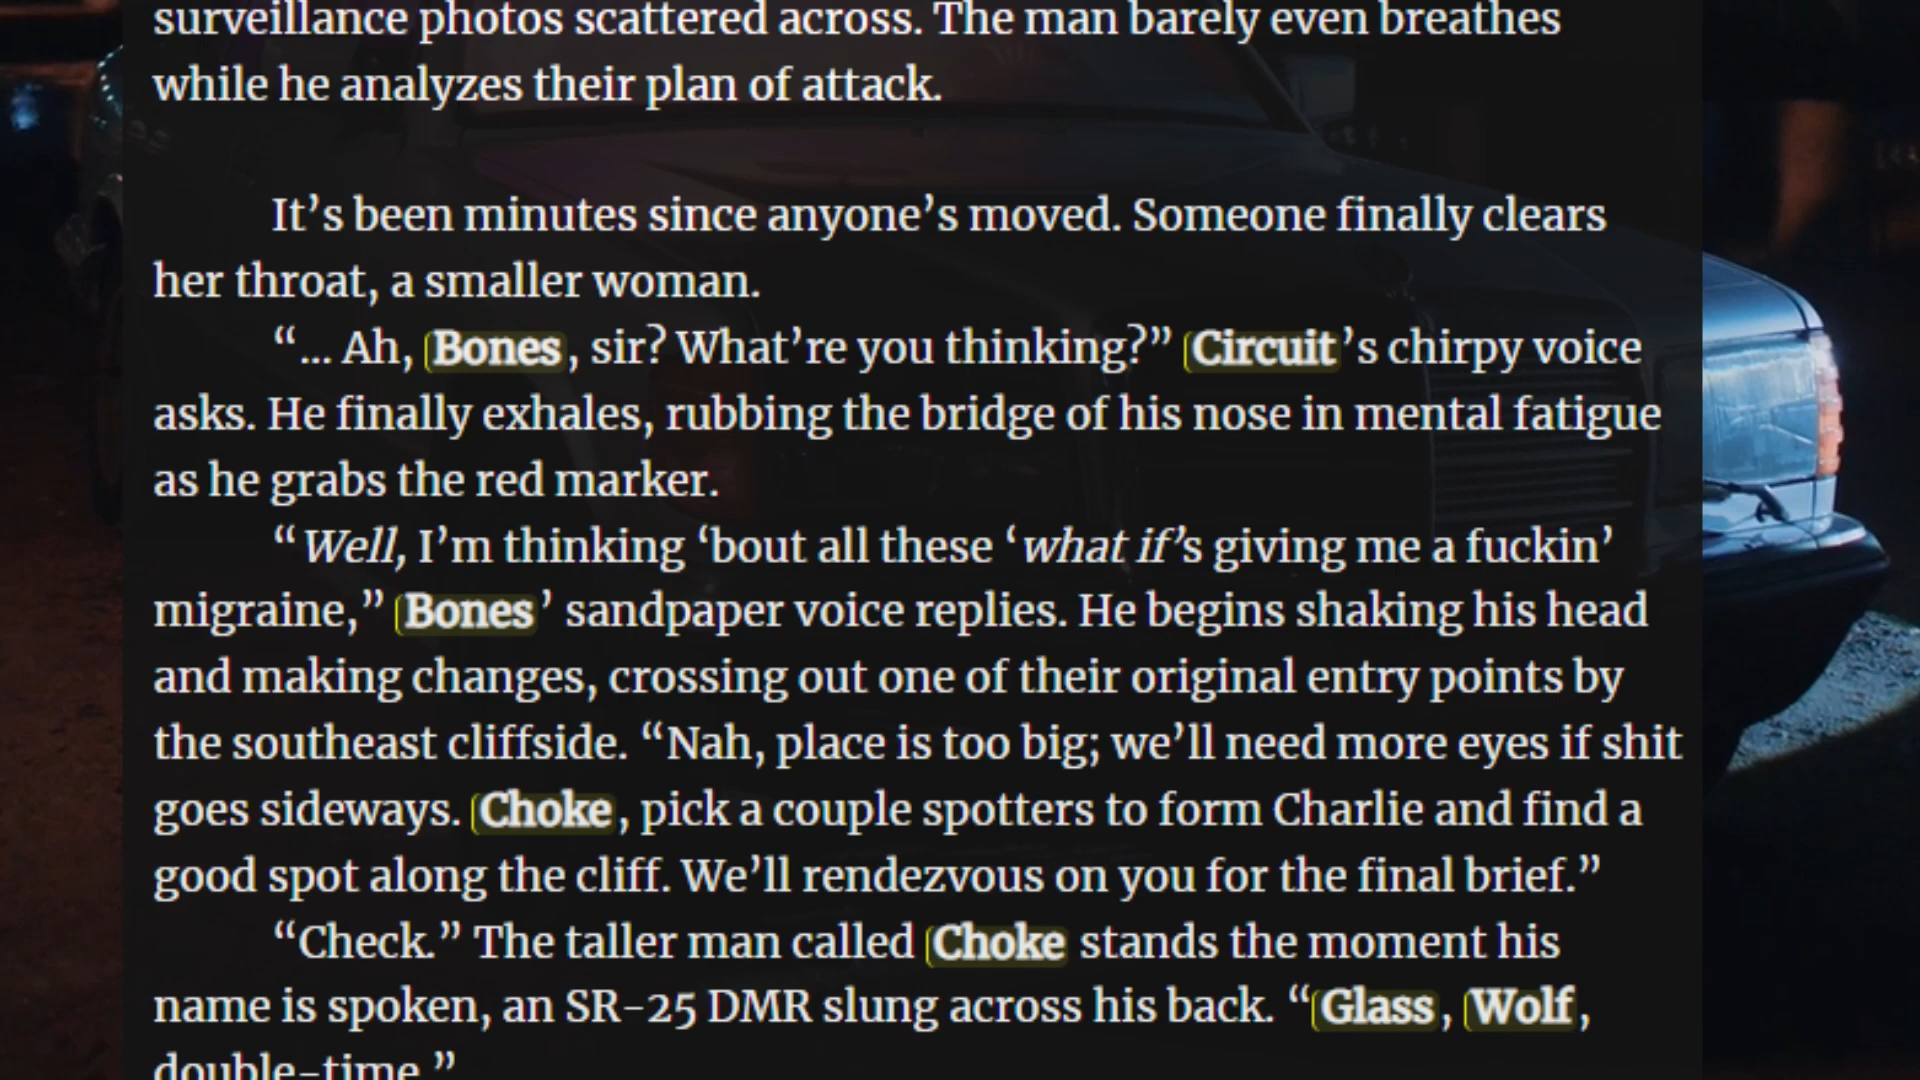 surveillance photos scattered across. The man barely even breathes
while he analyzes their plan of attack.
It’s been minutes since anyone’s moved. Someone finally clears
her throat, a smaller woman.
“... Ah, Bones, sir? What’re you thinking?” Circuit’s chirpy voice
asks. He finally exhales, rubbing the bridge of his nose in mental fatigue
as he grabs the red marker.
“Well, I’m thinking ‘bout all these ‘what if’s giving me a fuckin’
migraine,” Bones’ sandpaper voice replies. He begins shaking his head
and making changes, crossing out one of their original entry points by
the southeast cliffside. “Nah, place is too big; we’ll need more eyes if shit
goes sideways. Choke, pick a couple spotters to form Charlie and find a
good spot along the cliff. We’ll rendezvous on you for the final brief.”
“Check.” The taller man called Choke stands the moment his
name is spoken, an SR-25 DMR slung across his back. “Glass, Wolf,
double-time.”